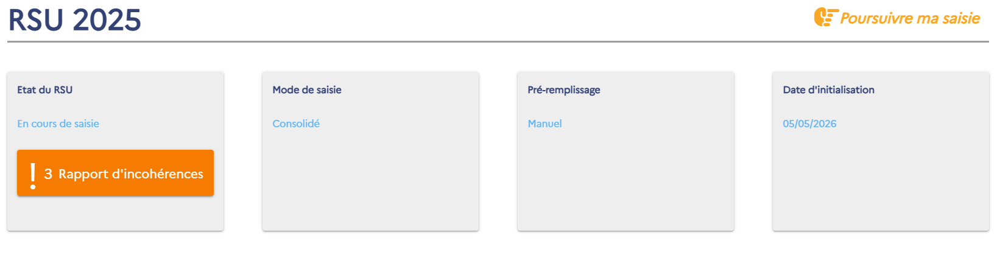 RSU 2025
Poursuivre ma saisie
Etat du RSU
En cours de saisie
! 3 Rapport d'incohérences
Mode de saisie
Consolidé
Pré-remplissage
Manuel
Date d'initialisation
05/05/2026